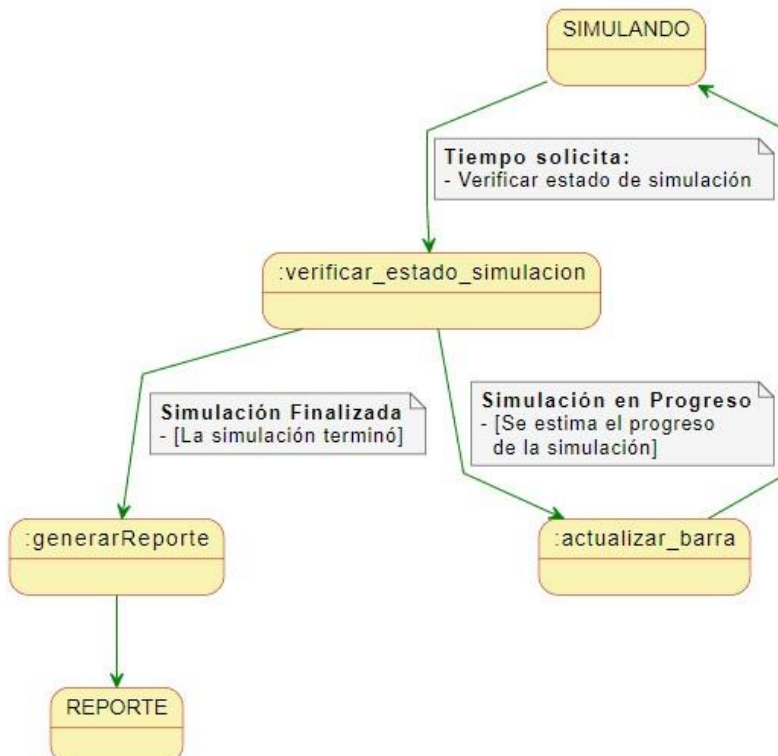 SIMULANDO
Tiempo solicita:
- Verificar estado de simulación
:verificar_estado_simulacion
Simulación Finalizada
- [La simulación terminó]
Simulación en Progreso
- [Se estima el progreso
de la simulación]
:generarReporte
:actualizar_barra
REPORTE